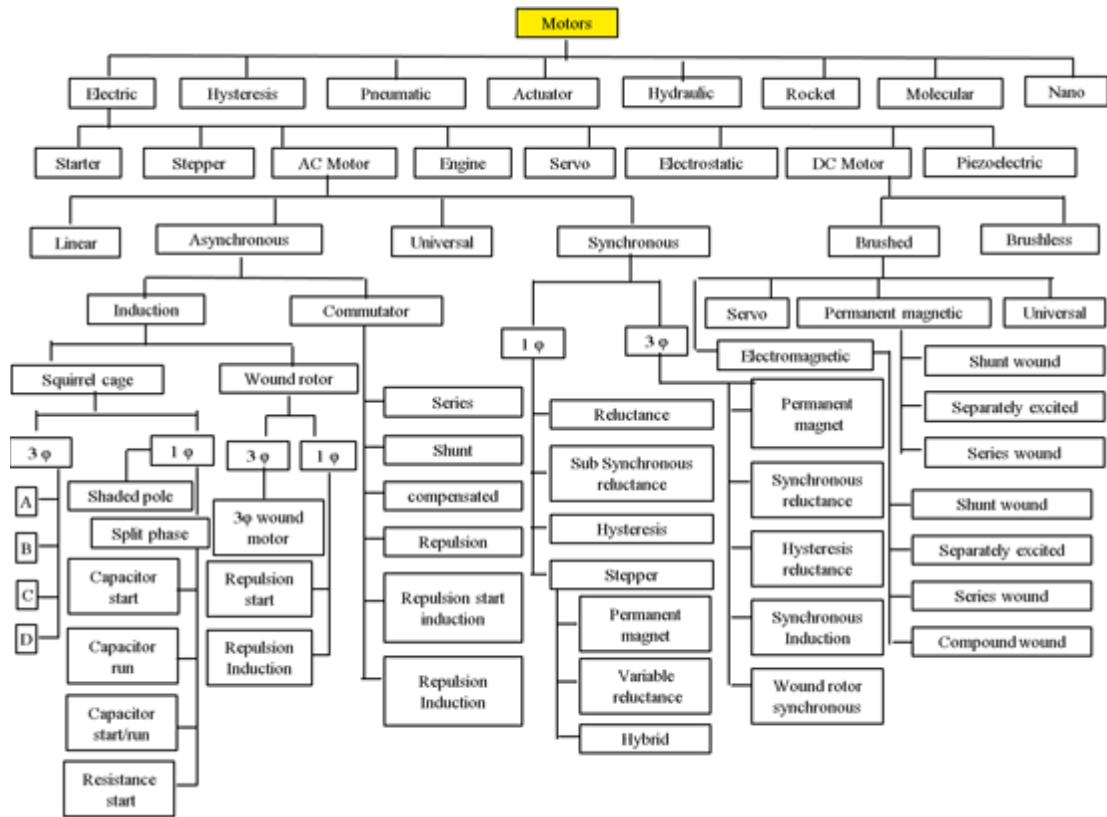 Motors
Electric
Hysteresis
Pneumatic
Actuator
Hydraulic
Rocket
Molecular
Nano
Starter
Stepper
AC Motor
Engine
Servo
Electrostatic
DC Motor
Piezoelectric
Linear
Asynchronous
Universal
Synchronous
Brushed
Brushless
Induction
Commutator
Servo
Permanent magnetic
Universal
1 φ
3 φ
Electromagnetic
Squirrel cage
Wound rotor
3 φ
1 φ
3 φ
1 φ
A
B
C
D
Shaded pole
Split phase
Capacitor
start
Capacitor
run
Capacitor
start/run
Resistance
start
3φ wound
motor
Repulsion
start
Repulsion
Induction
Series
Shunt
compensated
Repulsion
Repulsion start
induction
Repulsion
Induction
Reluctance
Sub Synchronous
reluctance
Hysteresis
Stepper
Permanent
magnet
Variable
reluctance
Hybrid
Permanent
magnet
Synchronous
reluctance
Hysteresis
reluctance
Synchronous
Induction
Wound rotor
synchronous
Shunt wound
Separately excited
Series wound
Shunt wound
Separately excited
Series wound
Compound wound